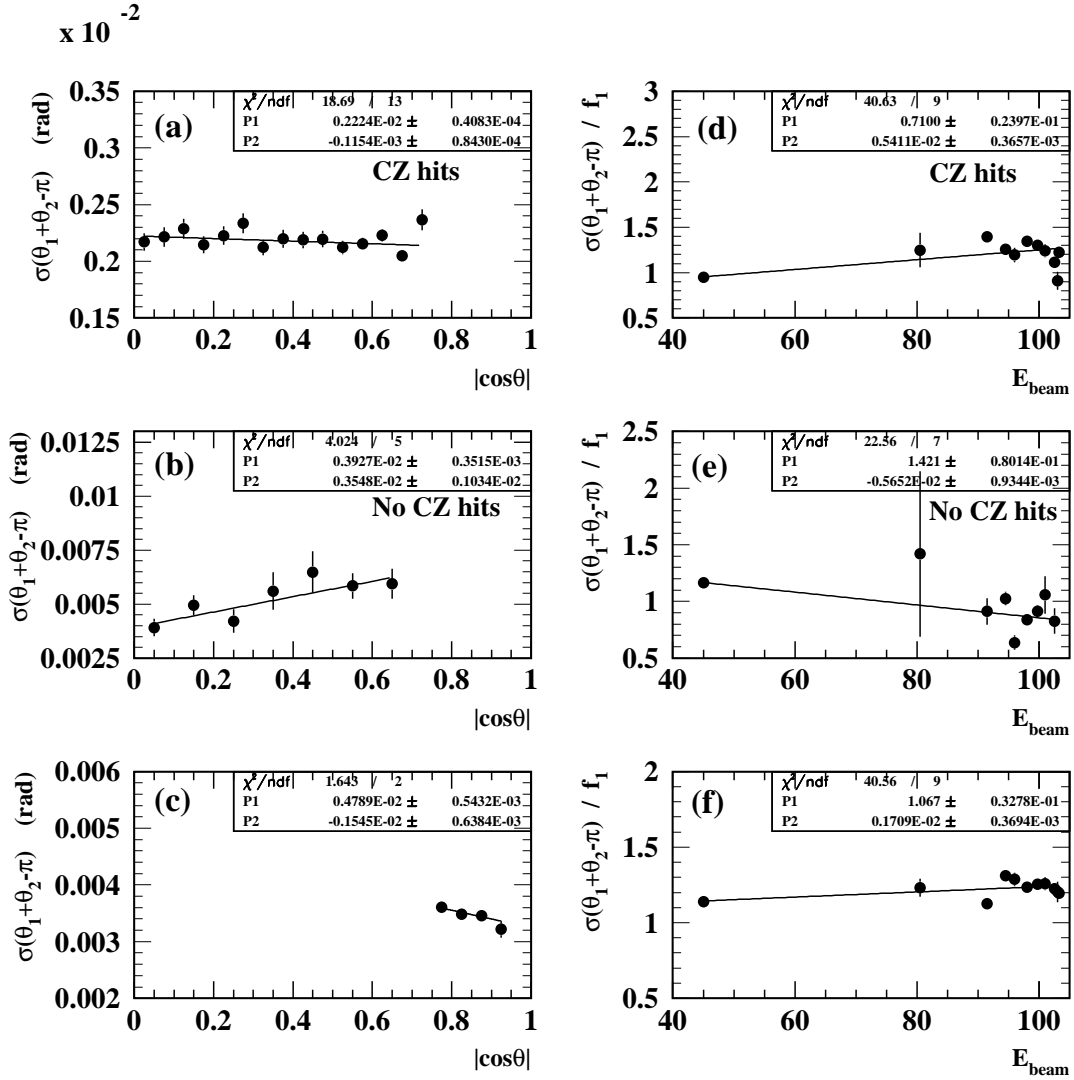 x 10 -2
σ(θ1+θ2-π) (rad)
0.35
0.3
0.25
0.2
0.15
(a)
χ²/ndf 18.69 / 13
P1 0.2224E-02 ± 0.4083E-04
P2 -0.1154E-03 ± 0.8430E-04
CZ hits
0 0.2 0.4 0.6 0.8 1
|cosθ|
σ(θ1+θ2-π) / f1
3
2.5
2
1.5
1
0.5
(d)
χ²/ndf 40.63 / 9
P1 0.7100 ± 0.2397E-01
P2 0.5411E-02 ± 0.3657E-03
CZ hits
40 60 80 100
Ebeam
σ(θ1+θ2-π) (rad)
0.0125
0.01
0.0075
0.005
0.0025
(b)
χ²/ndf 4.024 / 5
P1 0.3927E-02 ± 0.3515E-03
P2 0.3548E-02 ± 0.1034E-02
No CZ hits
0 0.2 0.4 0.6 0.8 1
|cosθ|
σ(θ1+θ2-π) / f1
2.5
2
1.5
1
0.5
(e)
χ²/ndf 22.56 / 7
P1 1.421 ± 0.8014E-01
P2 -0.5652E-02 ± 0.9344E-03
No CZ hits
40 60 80 100
Ebeam
σ(θ1+θ2-π) (rad)
0.006
0.005
0.004
0.003
0.002
(c)
χ²/ndf 1.643 / 2
P1 0.4789E-02 ± 0.5432E-03
P2 -0.1545E-02 ± 0.6384E-03
0 0.2 0.4 0.6 0.8 1
|cosθ|
σ(θ1+θ2-π) / f1
2
1.5
1
0.5
(f)
χ²/ndf 40.56 / 9
P1 1.067 ± 0.3278E-01
P2 0.1709E-02 ± 0.3694E-03
40 60 80 100
Ebeam